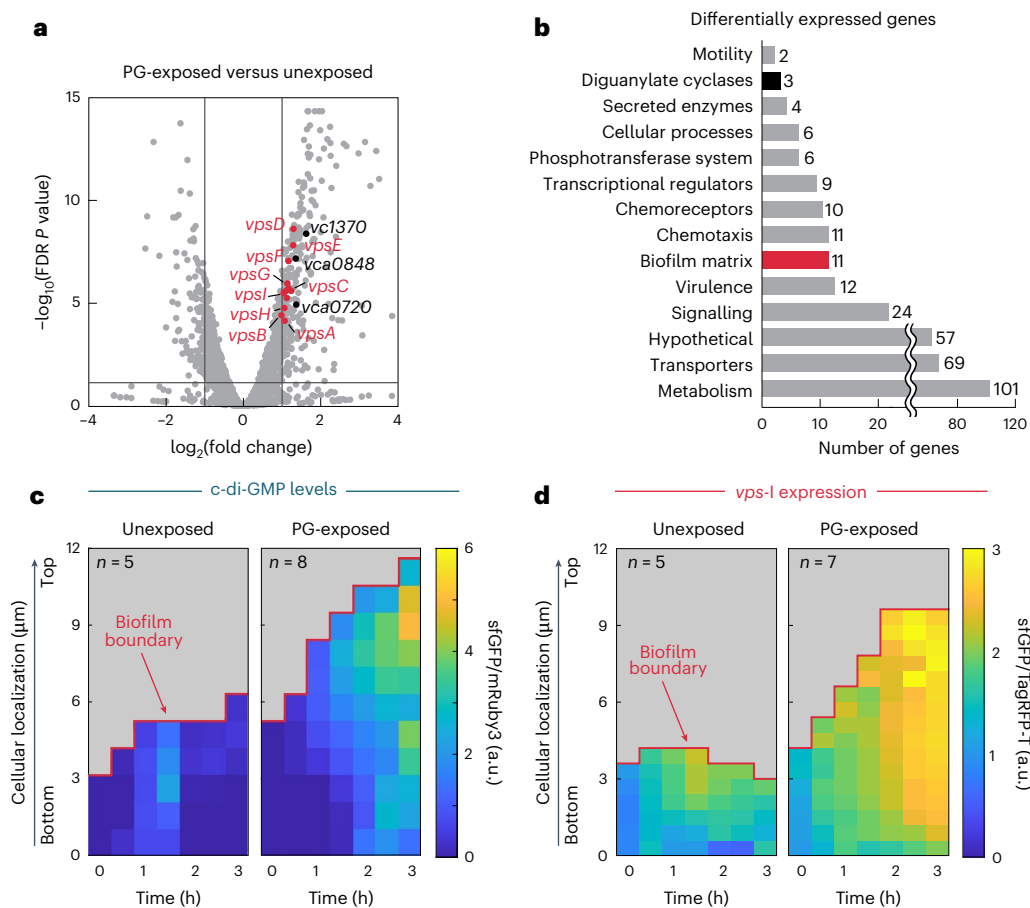 a
PG-exposed versus unexposed
15
10
5
0
−log10(FDR P value)
vpsD
vc1370
vpsE
vpsF
vca0848
vpsG
vpsC
vpsI
vca0720
vpsH
vpsB
vpsA
−4
−2
0
2
4
log2(fold change)
b
Differentially expressed genes
Motility 2
Diguanylate cyclases 3
Secreted enzymes 4
Cellular processes 6
Phosphotransferase system 6
Transcriptional regulators 9
Chemoreceptors 10
Chemotaxis 11
Biofilm matrix 11
Virulence 12
Signalling 24
Hypothetical 57
Transporters 69
Metabolism 101
0 10 20 80 120
Number of genes
c
c-di-GMP levels
Unexposed
PG-exposed
Top
Cellular localization (µm)
Bottom
12
9
6
3
0
n = 5
Biofilm
boundary
n = 8
0 1 2 3
0 1 2 3
Time (h)
Time (h)
6
5
4
3
2
1
0
sfGFP/mRuby3 (a.u.)
d
vps-I expression
Unexposed
PG-exposed
Top
Cellular localization (µm)
Bottom
12
9
6
3
0
n = 5
Biofilm
boundary
n = 7
0 1 2 3
0 1 2 3
Time (h)
Time (h)
3
2
1
0
sfGFP/TagRFP-T (a.u.)